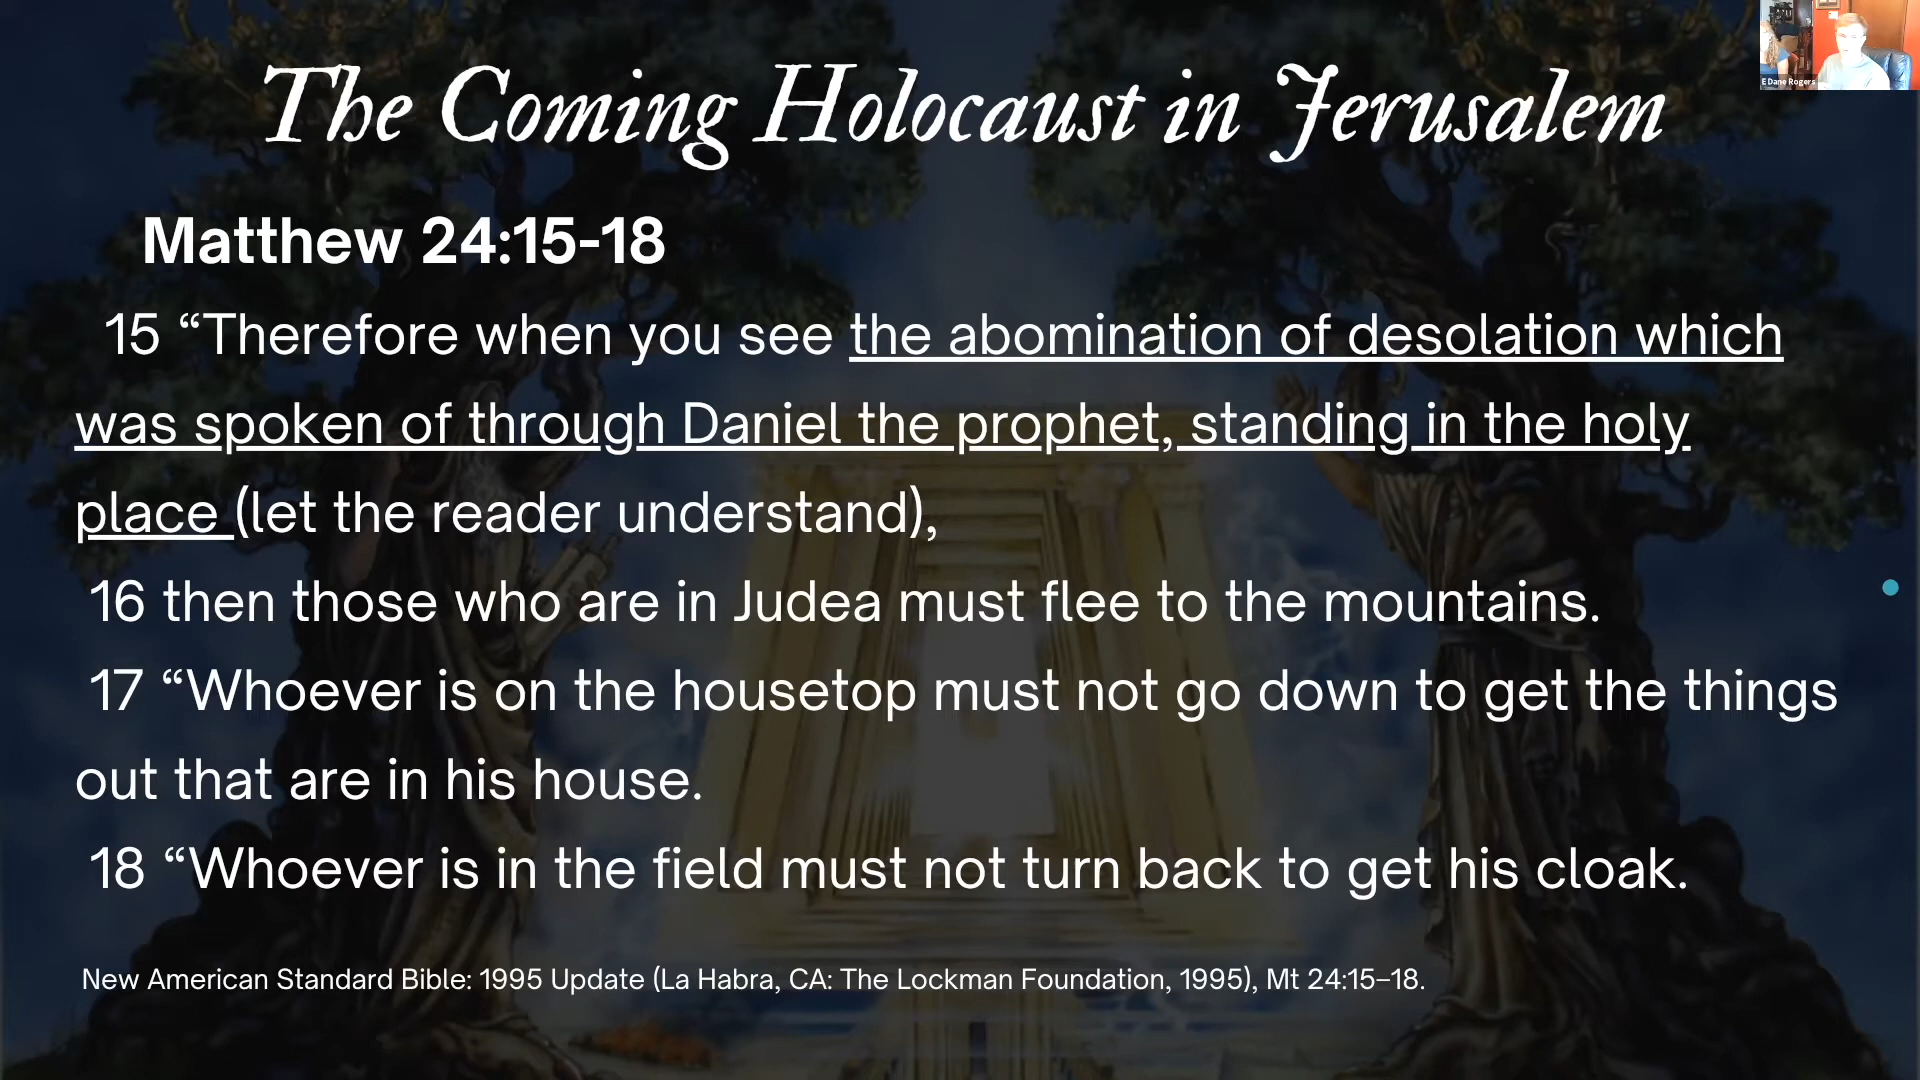 The Coming Holocaust in Jerusalem
E Dane Rogers
Matthew 24:15-18
15 “Therefore when you see the abomination of desolation which
was spoken of through Daniel the prophet, standing in the holy
place (let the reader understand),
16 then those who are in Judea must flee to the mountains.
17 “Whoever is on the housetop must not go down to get the things
out that are in his house.
18 “Whoever is in the field must not turn back to get his cloak.
New American Standard Bible: 1995 Update (La Habra, CA: The Lockman Foundation, 1995), Mt 24:15–18.